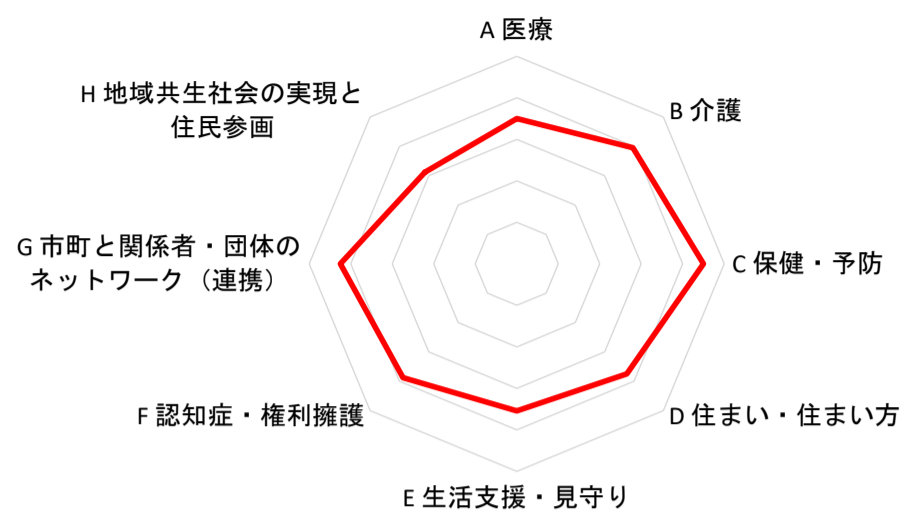 A 医療
B 介護
C 保健・予防
D 住まい・住まい方
E 生活支援・見守り
F 認知症・権利擁護
G 市町と関係者・団体の
ネットワーク（連携）
H 地域共生社会の実現と
住民参画